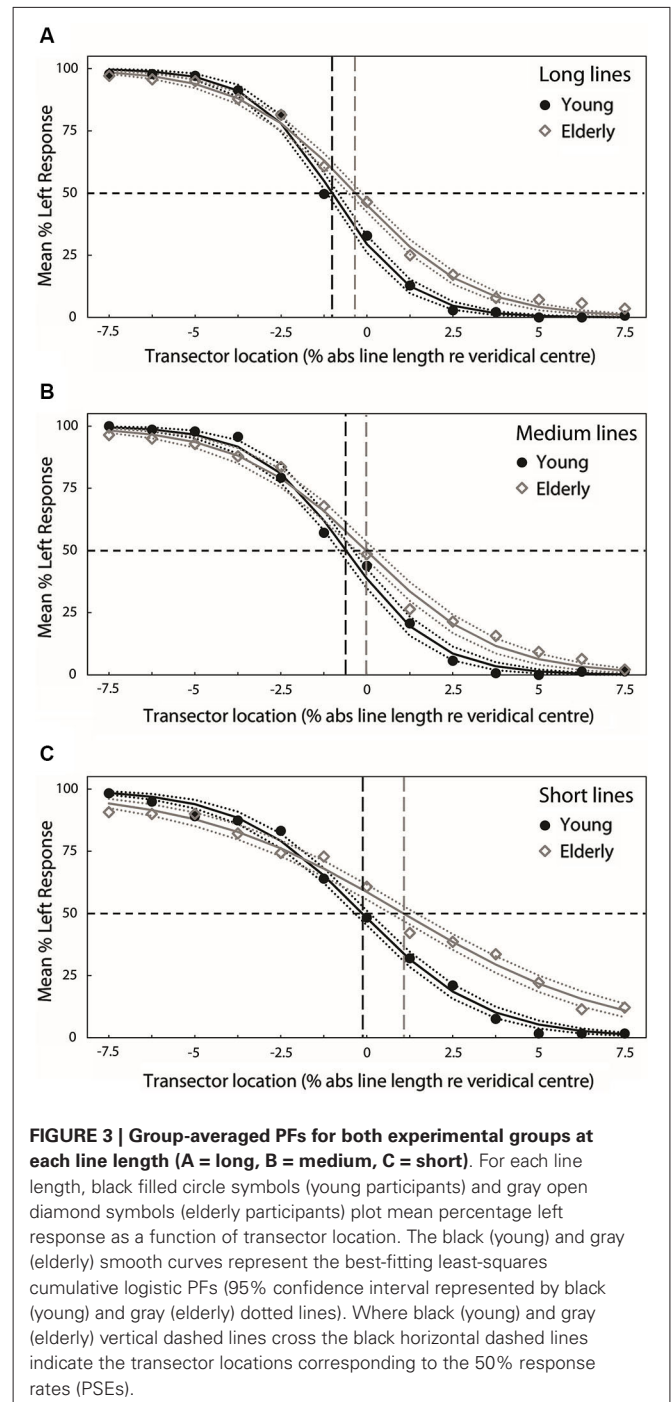 A
100
75
50
25
0
Mean % Left Response
Long lines
Young
Elderly
-7.5 -5 -2.5 0 2.5 5 7.5
Transector location (% abs line length re veridical centre)
B
100
75
50
25
0
Mean % Left Response
Medium lines
Young
Elderly
-7.5 -5 -2.5 0 2.5 5 7.5
Transector location (% abs line length re veridical centre)
C
100
75
50
25
0
Mean % Left Response
Short lines
Young
Elderly
-7.5 -5 -2.5 0 2.5 5 7.5
Transector location (% abs line length re veridical centre)
FIGURE 3 | Group-averaged PFs for both experimental groups at
each line length (A = long, B = medium, C = short). For each line
length, black filled circle symbols (young participants) and gray open
diamond symbols (elderly participants) plot mean percentage left
response as a function of transector location. The black (young) and gray
(elderly) smooth curves represent the best-fitting least-squares
cumulative logistic PFs (95% confidence interval represented by black
(young) and gray (elderly) dotted lines). Where black (young) and gray
(elderly) vertical dashed lines cross the black horizontal dashed lines
indicate the transector locations corresponding to the 50% response
rates (PSEs).